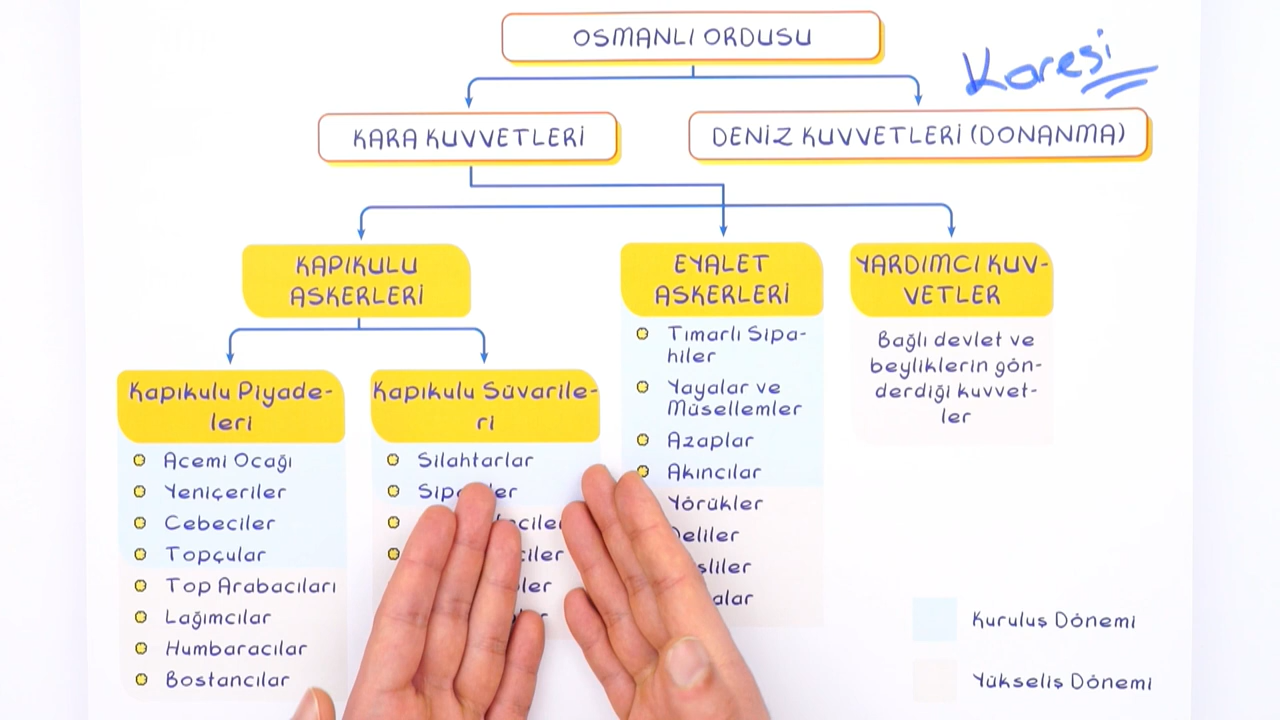 OSMANLI ORDUSU
Karesi
KARA KUVVETLERİ
DENİZ KUVVETLERİ (DONANMA)
KAPIKULU
ASKERLERİ
EYALET
ASKERLERİ
YARDIMCI KUV-
VETLER
Kapıkulu Piyade-
leri
Acemi Ocağı
Yeniçeriler
Cebeciler
Topçular
Top Arabacıları
Lağımcılar
Humbaracılar
Bostancılar
Kapıkulu Süvarile-
ri
Silahtarlar
Tımarlı Sipa-
hiler
Yayalar ve
Müsellemler
Azaplar
Akıncılar
Yörükler
Bağlı devlet ve
beyliklerin gön-
derdiği kuvvet-
ler
Kuruluş Dönemi
Yükseliş Dönemi